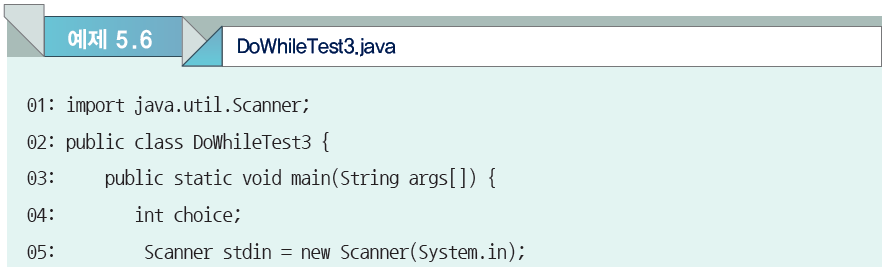 예제 5.6
DoWhileTest3.java
01: import java.util.Scanner;
02: public class DoWhileTest3 {
03: public static void main(String args[]) {
04: int choice;
05: Scanner stdin = new Scanner(System.in);